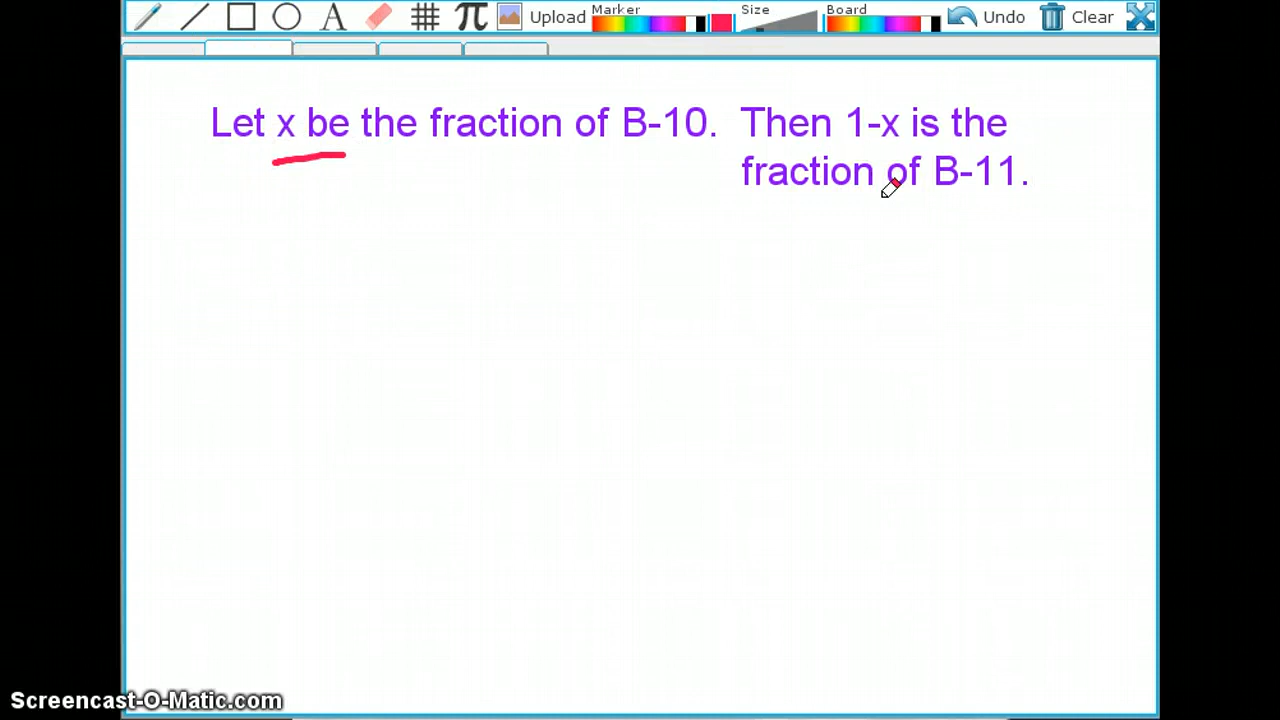 Upload Marker Size Board Undo Clear
Let x be the fraction of B-10. Then 1-x is the
fraction of B-11.
Screencast-O-Matic.com